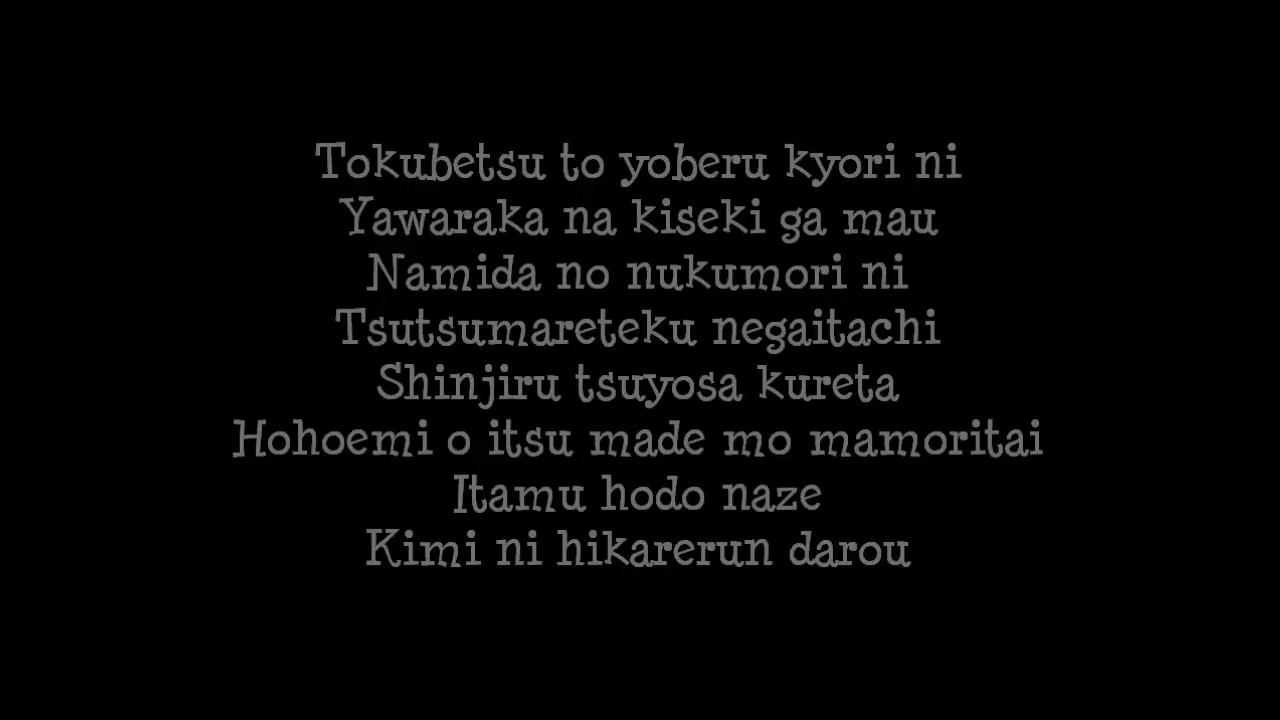 Tokubetsu to yoberu kyori ni
Yawaraka na kiseki ga mau
Namida no nukumori ni
Tsutsumareteku negaitachi
Shinjiru tsuyosa kureta
Hohoemi o itsu made mo mamoritai
Itamu hodo naze
Kimi ni hikarerun darou